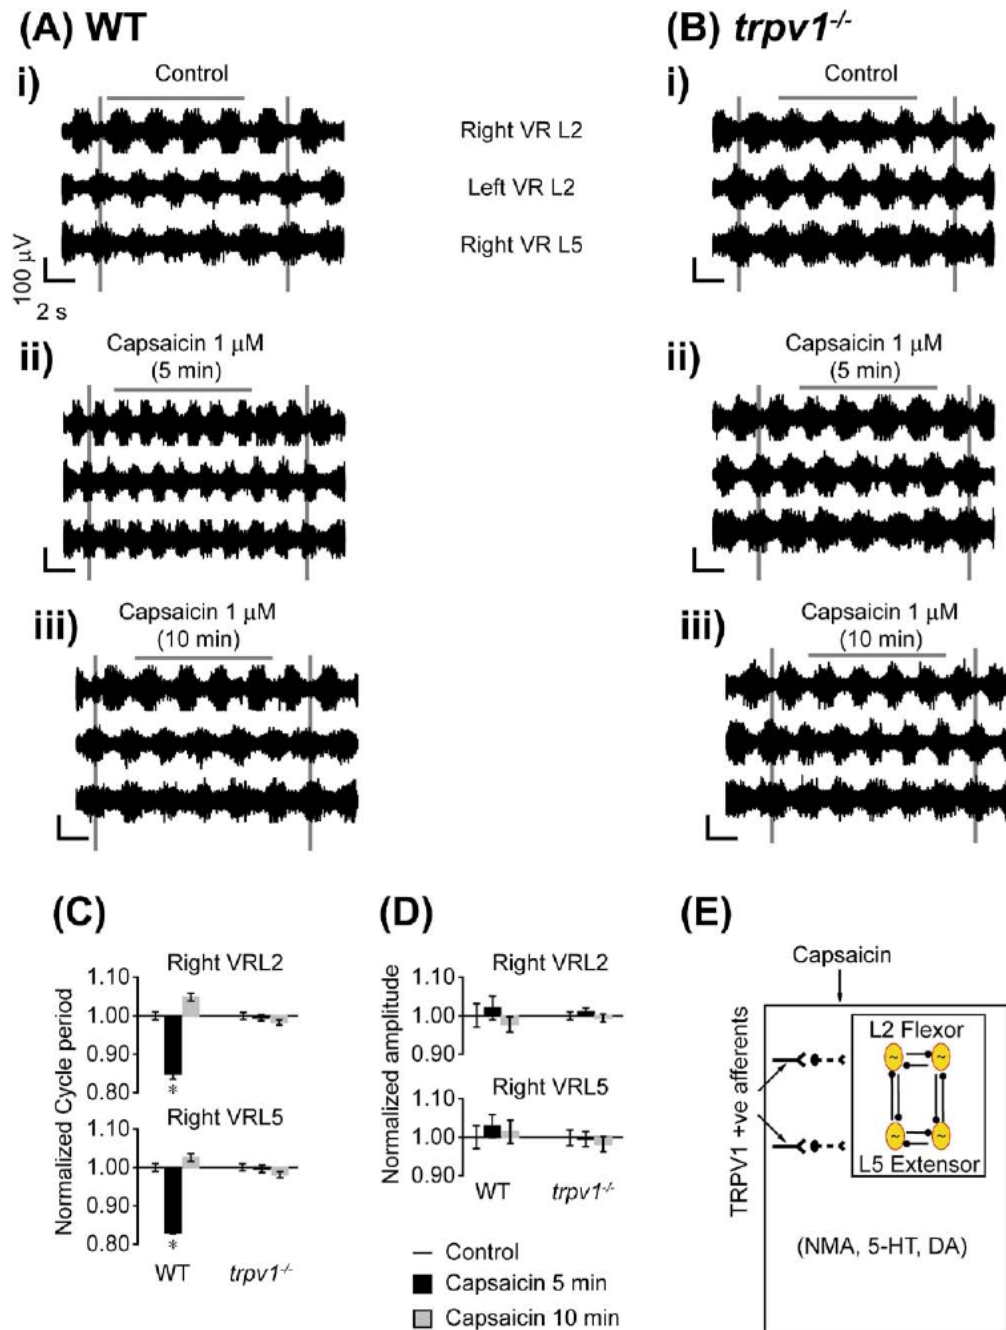 (A) WT
i)
Control
Right VR L2
Left VR L2
Right VR L5
100 µV
2 s
ii)
Capsaicin 1 µM
(5 min)
iii)
Capsaicin 1 µM
(10 min)
(B) trpv1-/-
i)
Control
ii)
Capsaicin 1 µM
(5 min)
iii)
Capsaicin 1 µM
(10 min)
(C)
Normalized Cycle period
Right VRL2
1.10
1.00
0.90
0.80
*
Right VRL5
1.10
1.00
0.90
0.80
*
WT
trpv1-/-
(D)
Normalized amplitude
Right VRL2
1.10
1.00
0.90
Right VRL5
1.10
1.00
0.90
WT
trpv1-/-
Control
Capsaicin 5 min
Capsaicin 10 min
(E)
Capsaicin
TRPV1 +ve afferents
L2 Flexor
~ ~
~ ~
L5 Extensor
(NMA, 5-HT, DA)